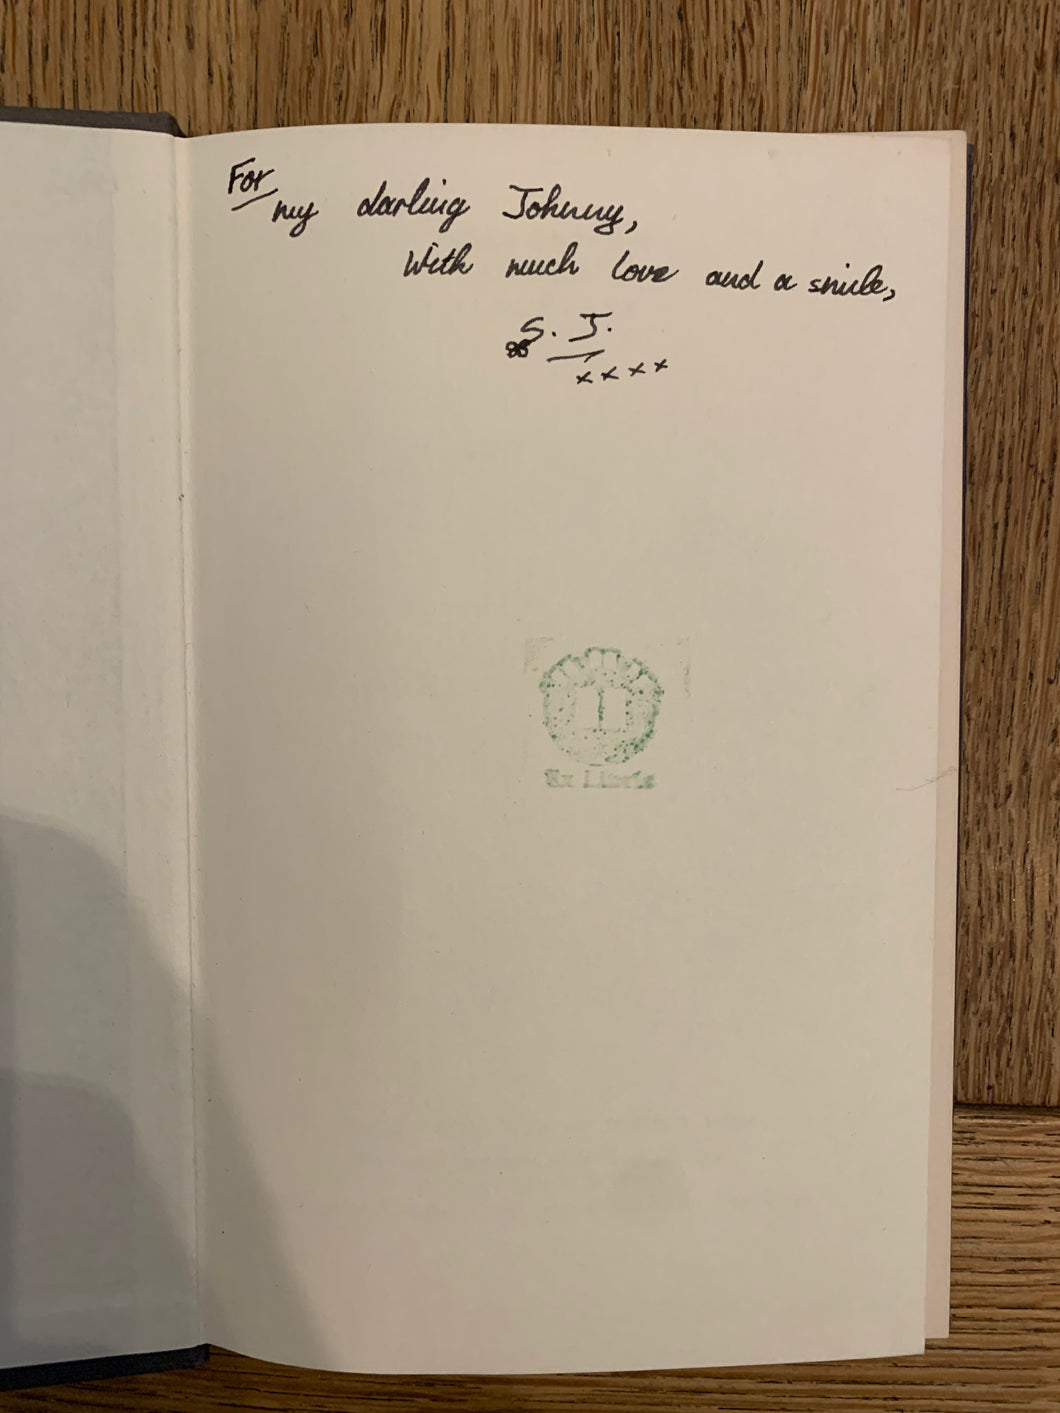 For
my darling Johnny,
With much love and a smile,
S. J.
xxxx
Ex Libris